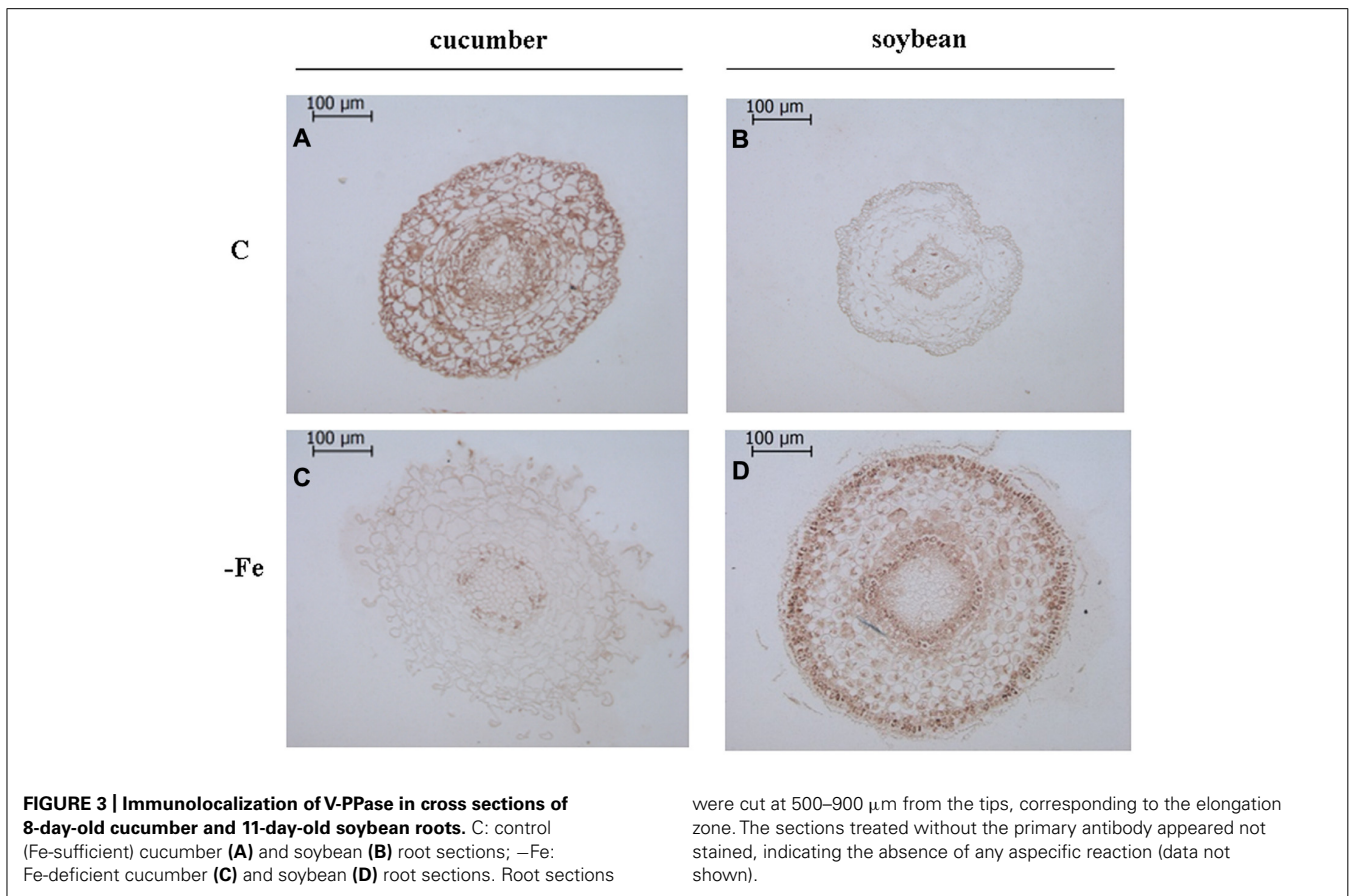 cucumber
soybean
100 µm
A
100 µm
B
C
100 µm
C
100 µm
D
-Fe
FIGURE 3 | Immunolocalization of V-PPase in cross sections of
8-day-old cucumber and 11-day-old soybean roots. C: control
(Fe-sufficient) cucumber (A) and soybean (B) root sections; −Fe:
Fe-deficient cucumber (C) and soybean (D) root sections. Root sections
were cut at 500–900 µm from the tips, corresponding to the elongation
zone. The sections treated without the primary antibody appeared not
stained, indicating the absence of any aspecific reaction (data not
shown).